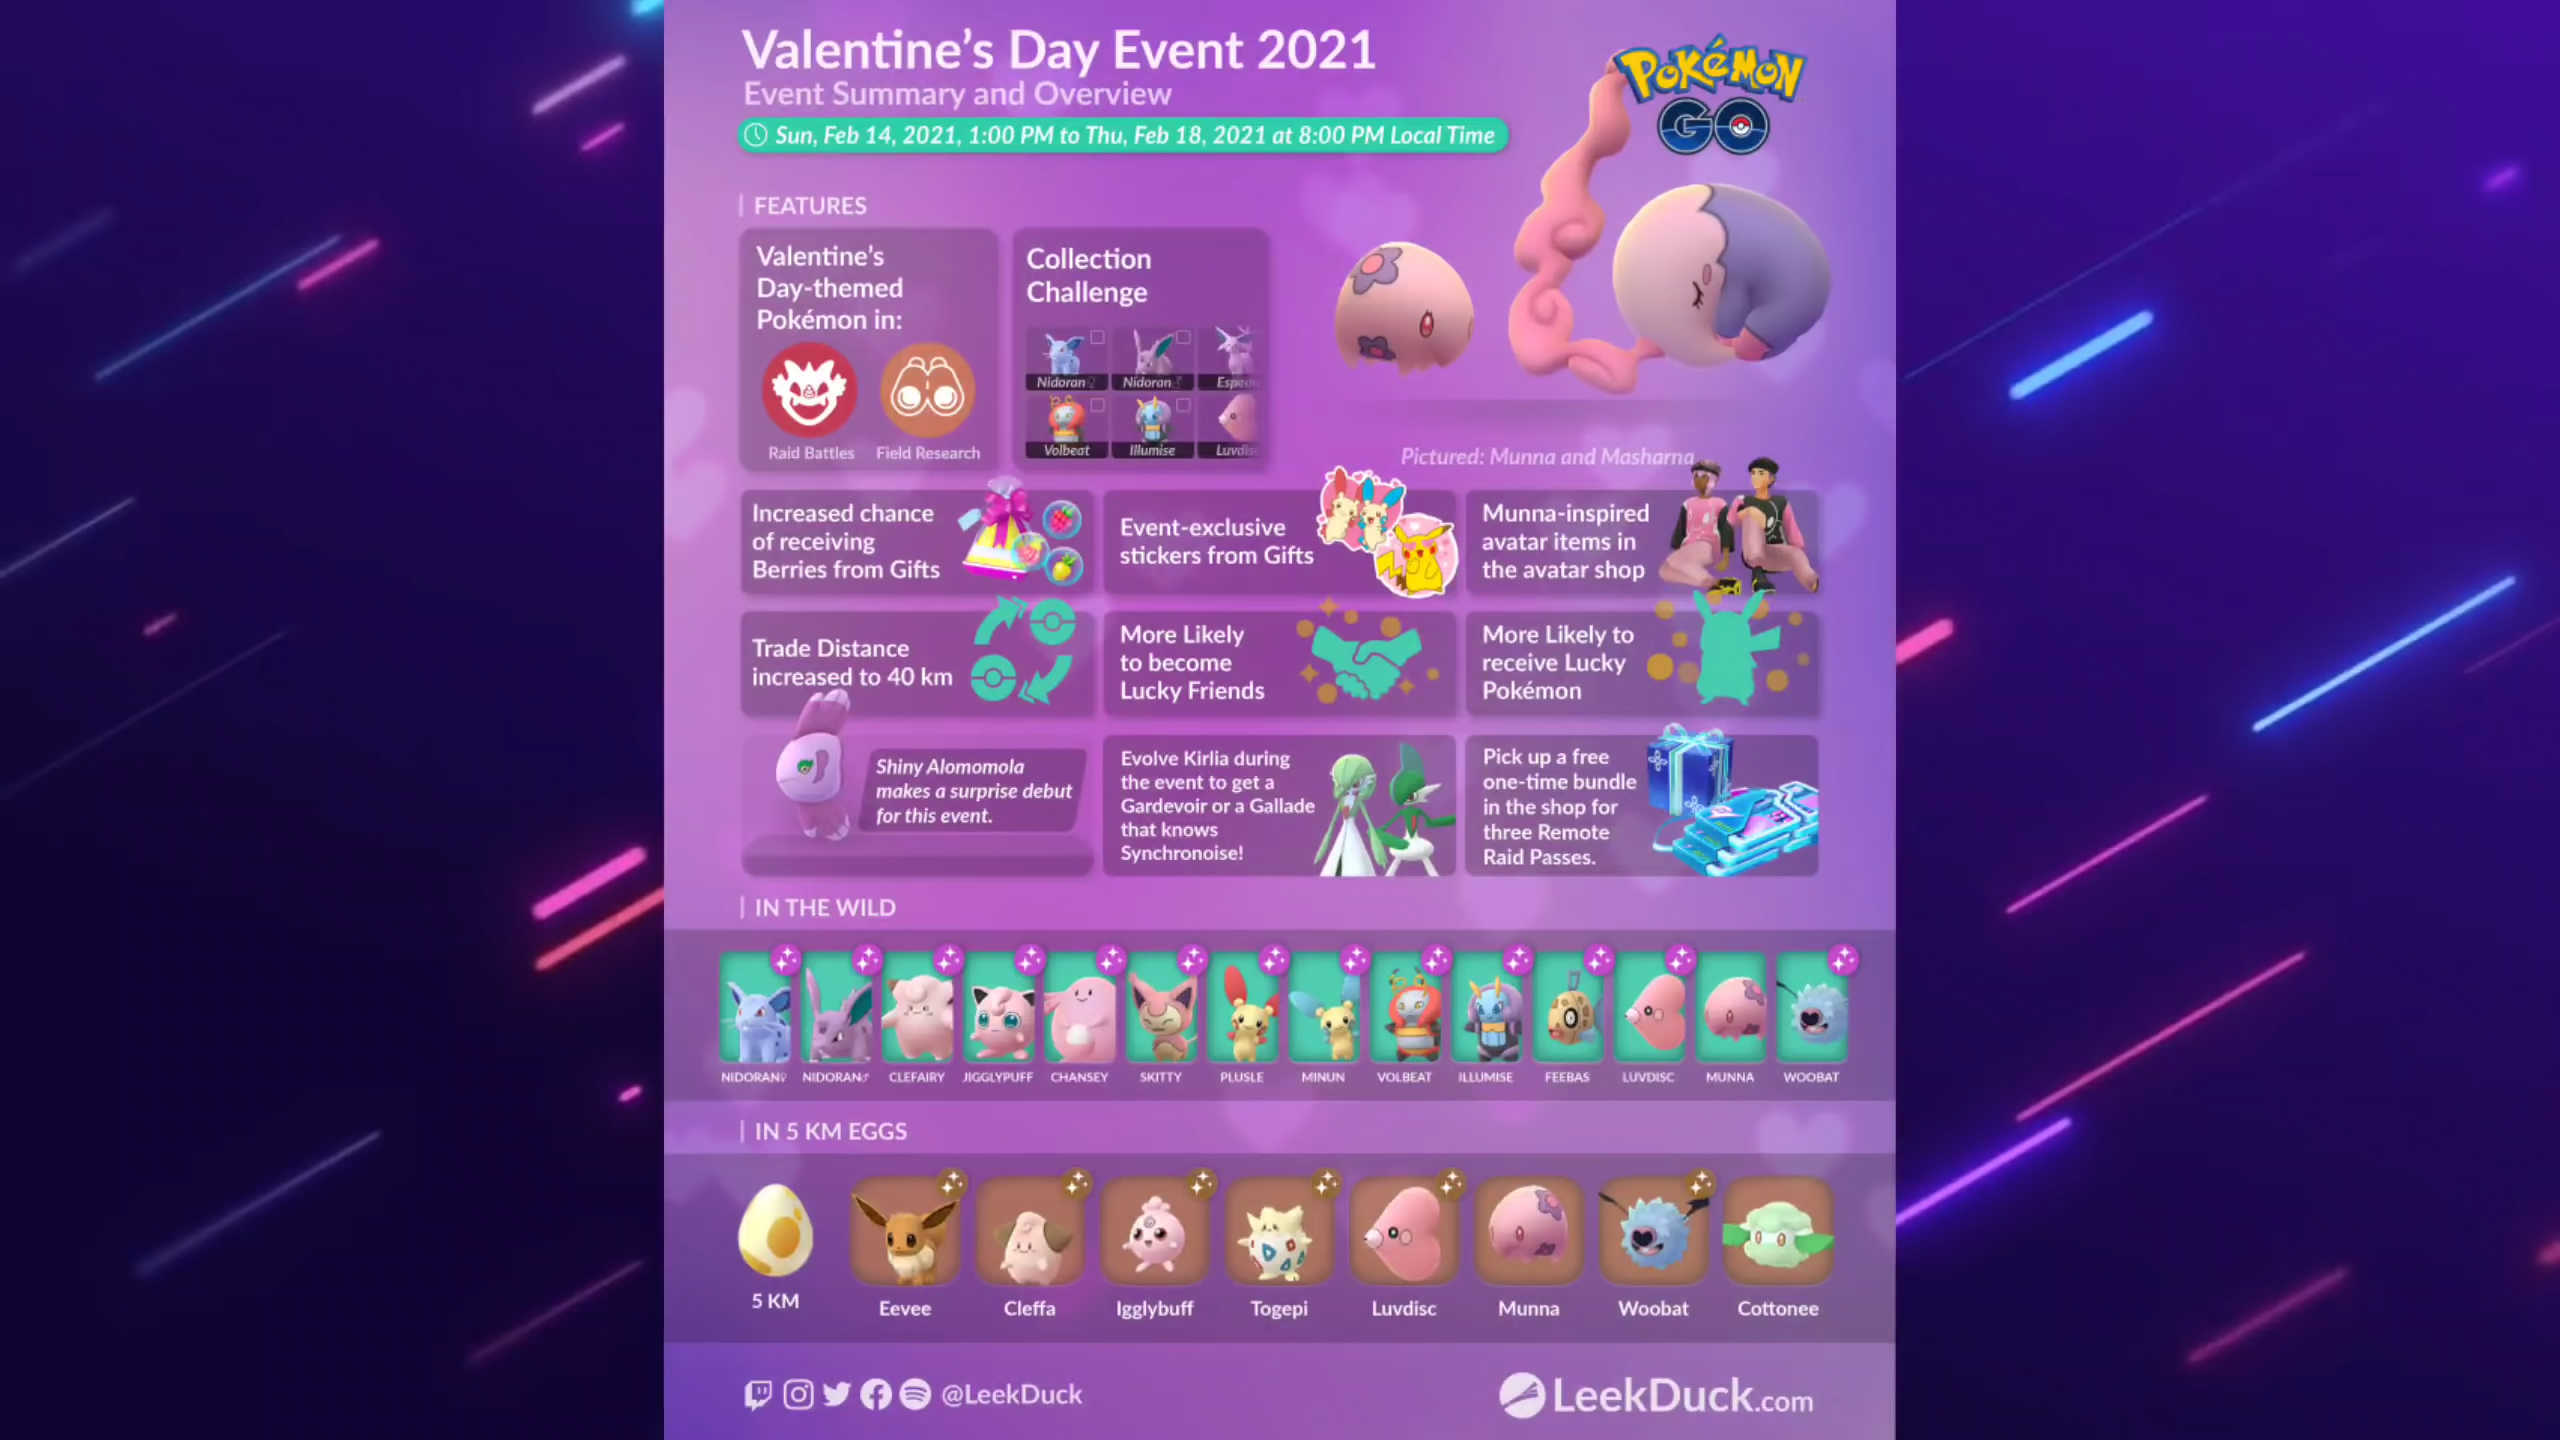 Valentine's Day Event 2021
Event Summary and Overview
Sun, Feb 14, 2021, 1:00 PM to Thu, Feb 18, 2021 at 8:00 PM Local Time
POKÉMON
GO
FEATURES
Valentine's
Day-themed
Pokémon in:
Raid Battles
Field Research
Collection
Challenge
Nidoran♀
Nidoran♂
Espeon
Volbeat
Illumise
Luvdisc
Pictured: Munna and Masharna
Increased chance
of receiving
Berries from Gifts
Event-exclusive
stickers from Gifts
Munna-inspired
avatar items in
the avatar shop
Trade Distance
increased to 40 km
More Likely
to become
Lucky Friends
More Likely to
receive Lucky
Pokémon
Shiny Alomomola
makes a surprise debut
for this event.
Evolve Kirlia during
the event to get a
Gardevoir or a Gallade
that knows
Synchronoise!
Pick up a free
one-time bundle
in the shop for
three Remote
Raid Passes.
IN THE WILD
NIDORAN♀
NIDORAN♂
CLEFAIRY
JIGGLYPUFF
CHANSEY
SKITTY
PLUSLE
MINUN
VOLBEAT
ILLUMISE
FEEBAS
LUVDISC
MUNNA
WOOBAT
IN 5 KM EGGS
5 KM
Eevee
Cleffa
Igglybuff
Togepi
Luvdisc
Munna
Woobat
Cottonee
@LeekDuck
LeekDuck.com